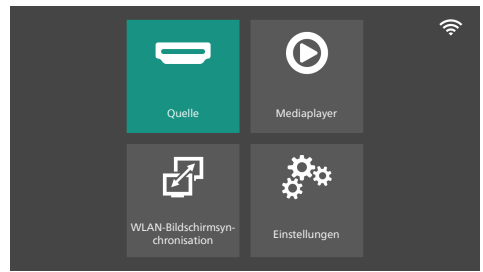 Quelle
Mediaplayer
WLAN-Bildschirmsyn-
chronisation
Einstellungen